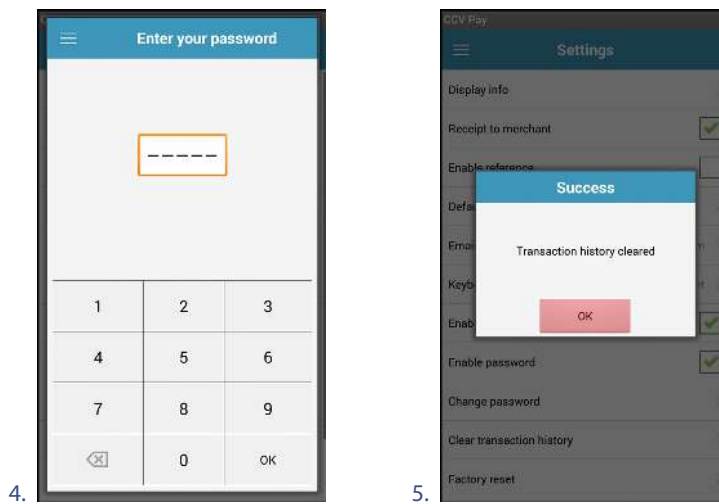 Enter your password
_ _ _ _ _
1 2 3
4 5 6
7 8 9
0 OK
4.
CCV Pay
Settings
Display info
Receipt to merchant
Enable reference
Success
Transaction history cleared
OK
Enable password
Change password
Clear transaction history
Factory reset
5.